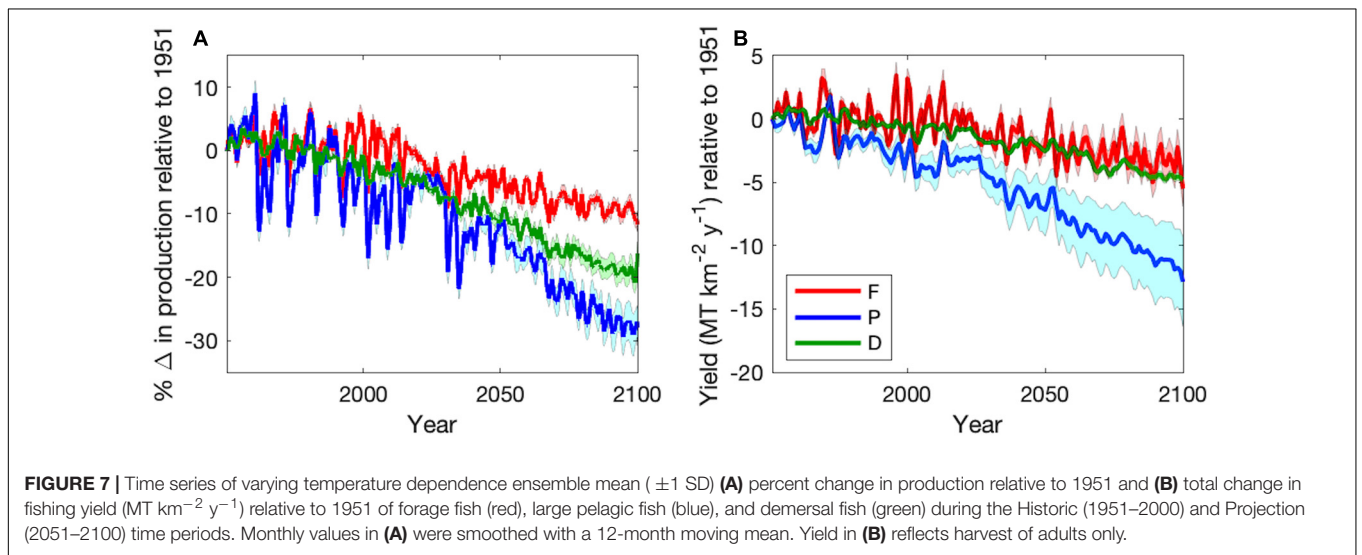 A
% Δ in production relative to 1951
10
0
-10
-20
-30
2000
2050
2100
Year
B
Yield (MT km-2 y-1) relative to 1951
5
0
-5
-10
-15
-20
F
P
D
2000
2050
2100
Year
FIGURE 7 | Time series of varying temperature dependence ensemble mean ( ±1 SD) (A) percent change in production relative to 1951 and (B) total change in
fishing yield (MT km−2 y−1) relative to 1951 of forage fish (red), large pelagic fish (blue), and demersal fish (green) during the Historic (1951–2000) and Projection
(2051–2100) time periods. Monthly values in (A) were smoothed with a 12-month moving mean. Yield in (B) reflects harvest of adults only.